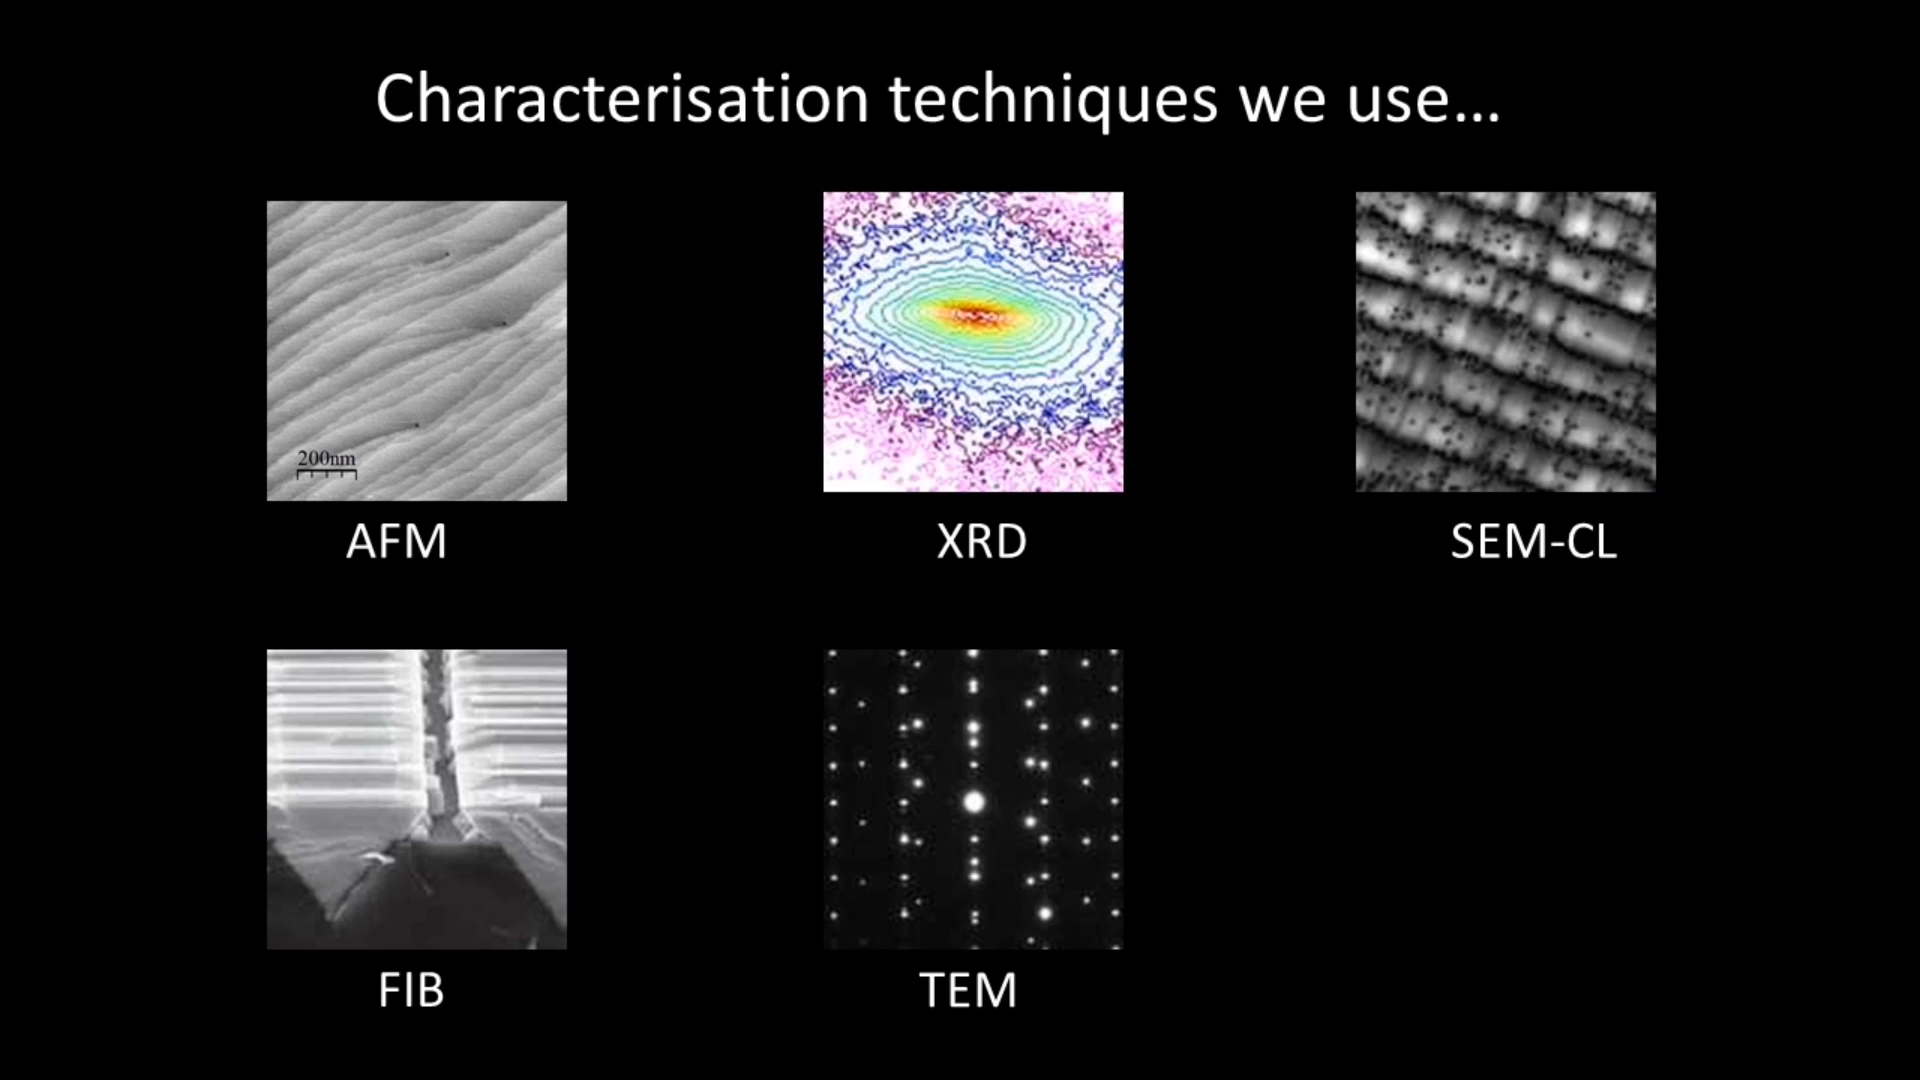 Characterisation techniques we use...
200nm
AFM
XRD
SEM-CL
FIB
TEM